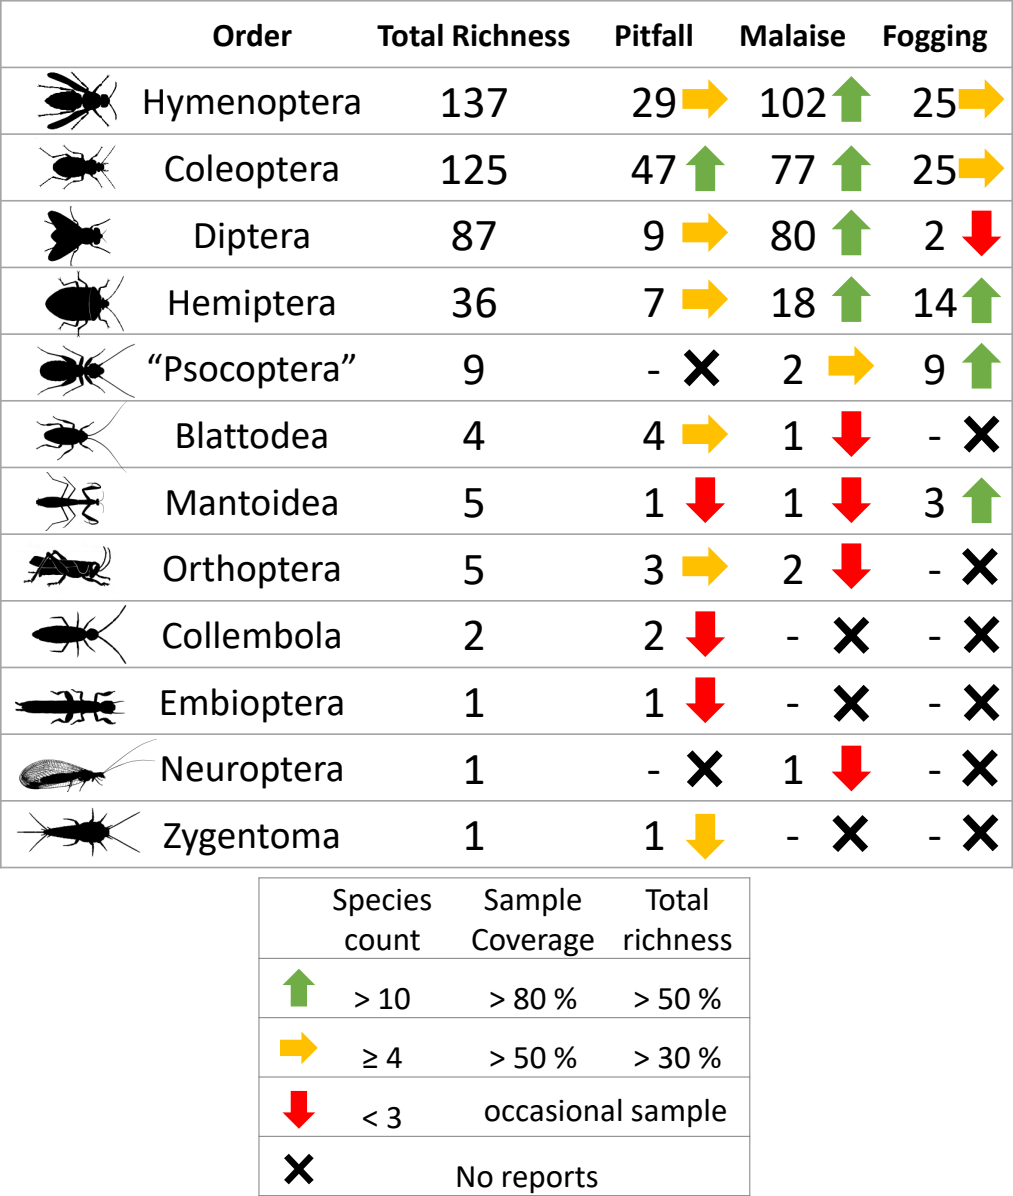 Order Total Richness Pitfall Malaise Fogging
Hymenoptera 137 29 102 25
Coleoptera 125 47 77 25
Diptera 87 9 80 2
Hemiptera 36 7 18 14
“Psocoptera” 9 - 2 9
Blattodea 4 4 1 -
Mantoidea 5 1 1 3
Orthoptera 5 3 2 -
Collembola 2 2 - -
Embioptera 1 1 - -
Neuroptera 1 - 1 -
Zygentoma 1 1 - -
Species Sample Total
count Coverage richness
> 10 > 80 % > 50 %
≥ 4 > 50 % > 30 %
< 3 occasional sample
No reports